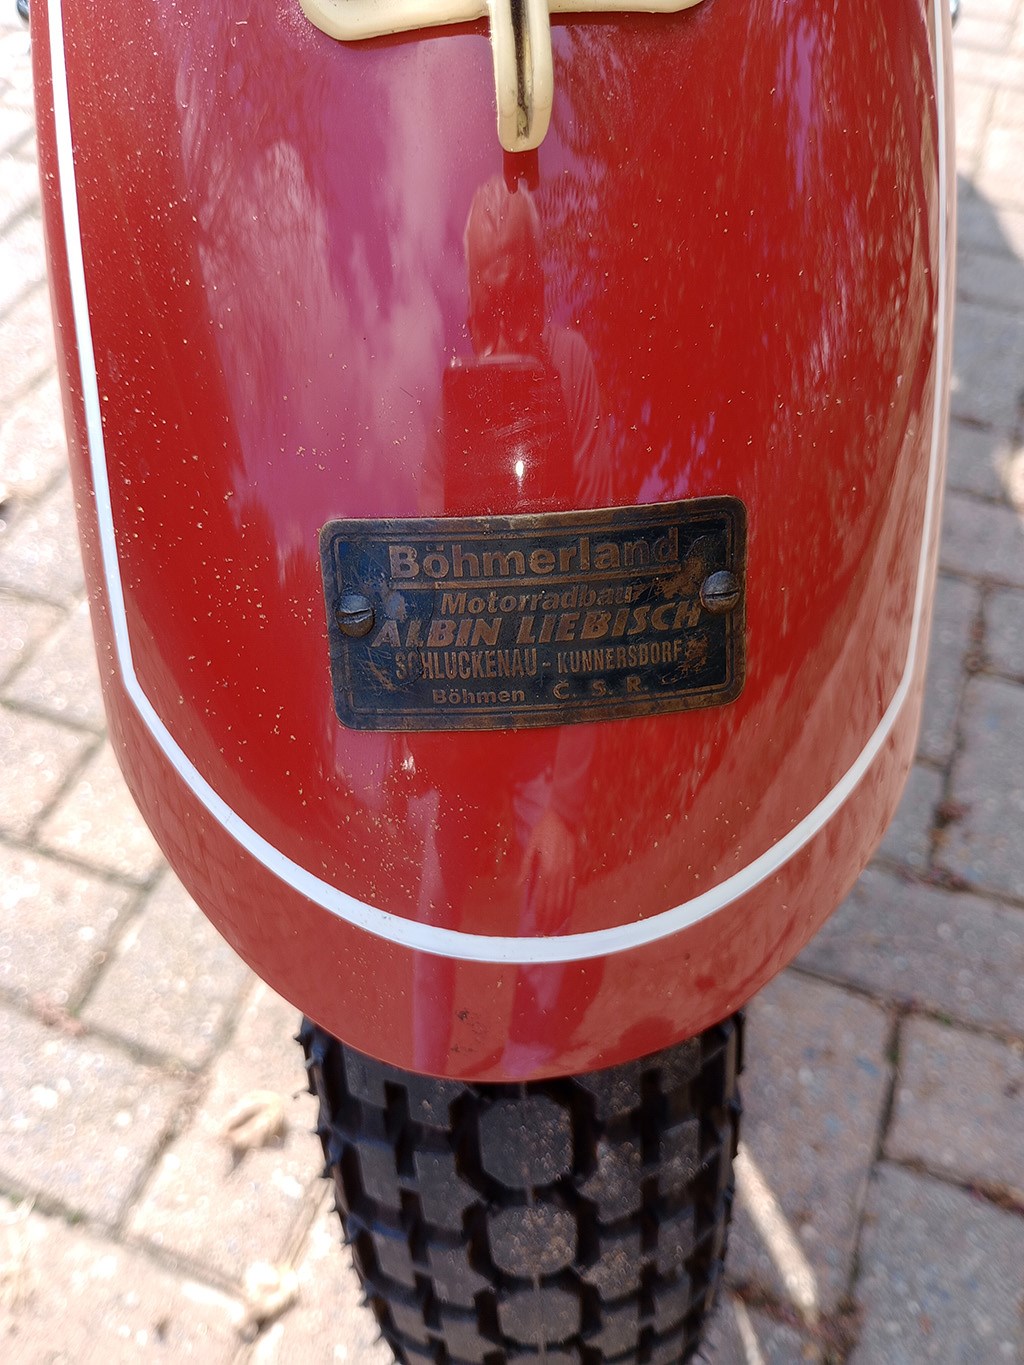 Böhmerland
Motorradbau
ALBIN LIEBISCH
SCHLUCKENAU - KUNNERSDORF
Böhmen Č. S. R.